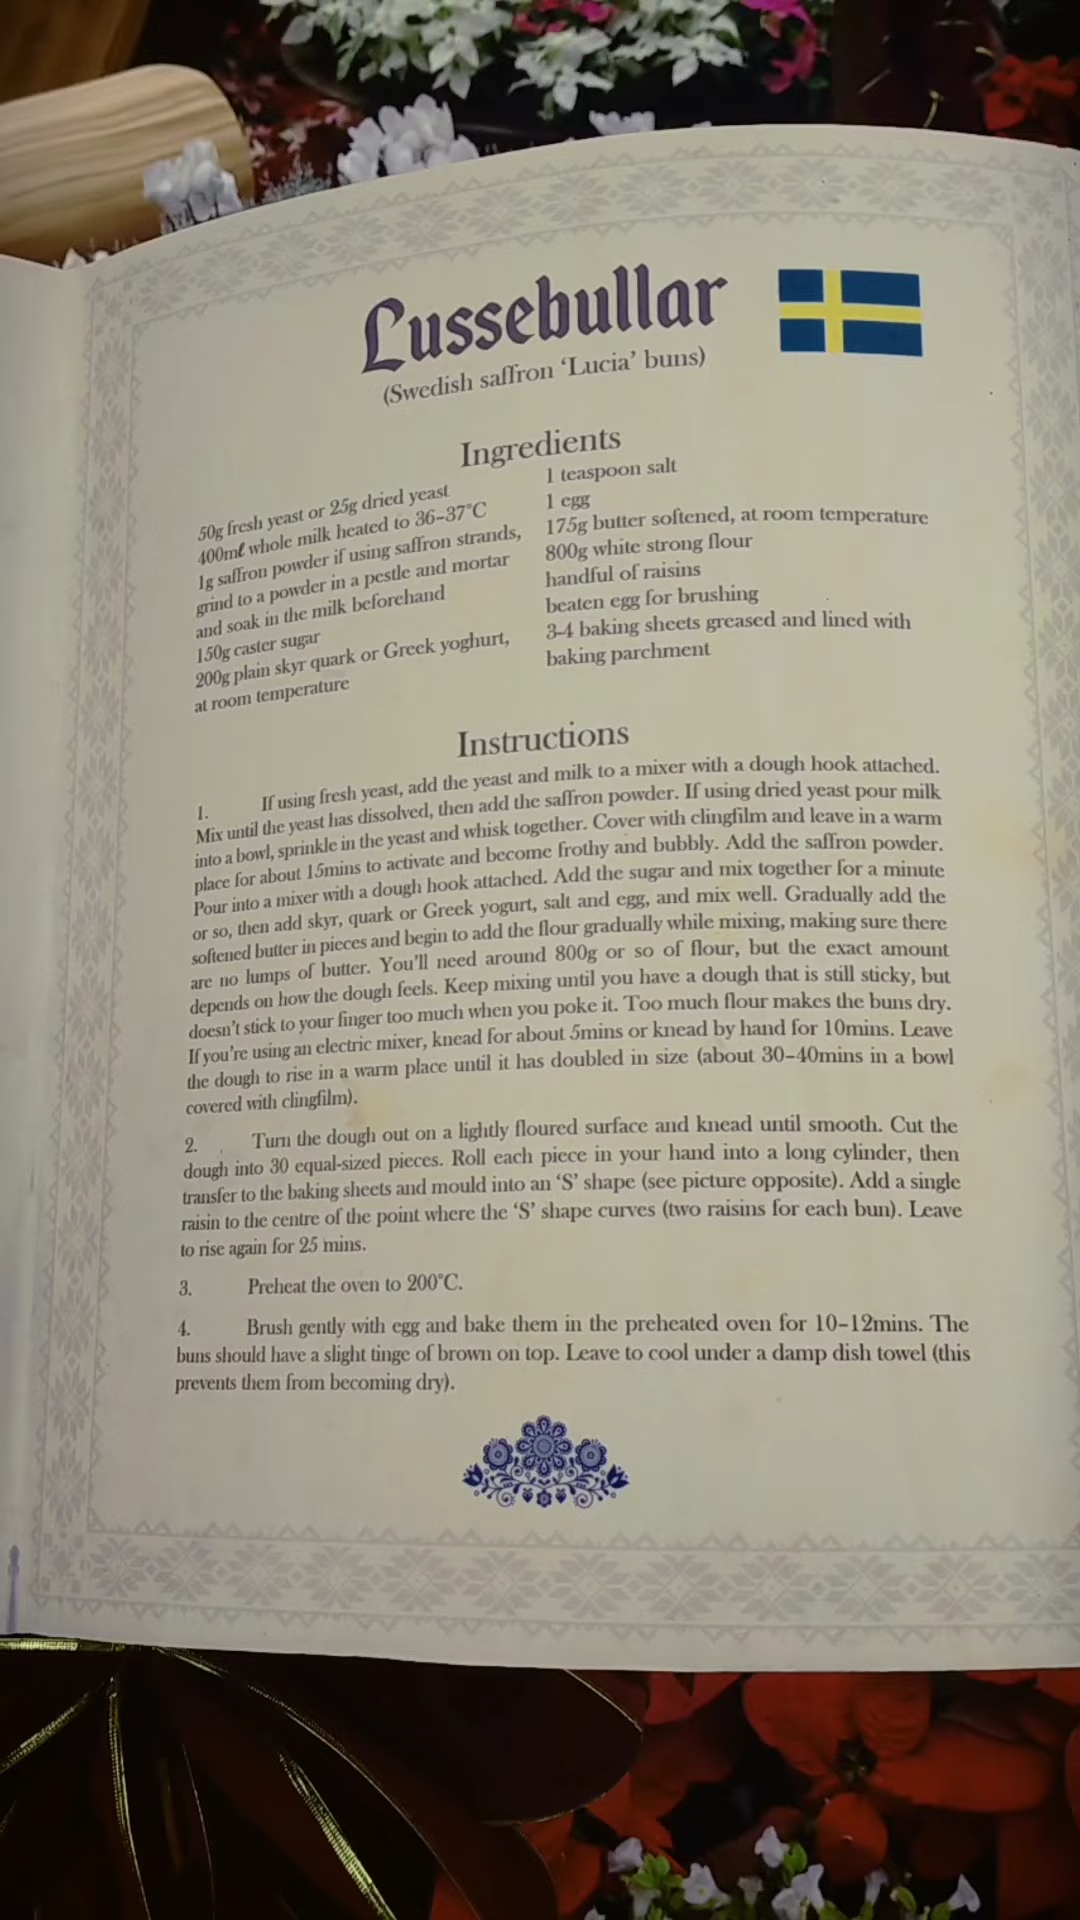 Lussebullar
(Swedish saffron ‘Lucia’ buns)
Ingredients
50g fresh yeast or 25g dried yeast
400mℓ whole milk heated to 36–37°C
1g saffron powder if using saffron strands,
grind to a powder in a pestle and mortar
and soak in the milk beforehand
150g caster sugar
200g plain skyr quark or Greek yoghurt,
at room temperature
1 teaspoon salt
1 egg
175g butter softened, at room temperature
800g white strong flour
handful of raisins
beaten egg for brushing
3-4 baking sheets greased and lined with
baking parchment
Instructions
1. If using fresh yeast, add the yeast and milk to a mixer with a dough hook attached.
Mix until the yeast has dissolved, then add the saffron powder. If using dried yeast pour milk
into a bowl, sprinkle in the yeast and whisk together. Cover with clingfilm and leave in a warm
place for about 15mins to activate and become frothy and bubbly. Add the saffron powder.
Pour into a mixer with a dough hook attached. Add the sugar and mix together for a minute
or so, then add skyr, quark or Greek yogurt, salt and egg, and mix well. Gradually add the
softened butter in pieces and begin to add the flour gradually while mixing, making sure there
are no lumps of butter. You’ll need around 800g or so of flour, but the exact amount
depends on how the dough feels. Keep mixing until you have a dough that is still sticky, but
doesn’t stick to your finger too much when you poke it. Too much flour makes the buns dry.
If you’re using an electric mixer, knead for about 5mins or knead by hand for 10mins. Leave
the dough to rise in a warm place until it has doubled in size (about 30–40mins in a bowl
covered with clingfilm).
2. Turn the dough out on a lightly floured surface and knead until smooth. Cut the
dough into 30 equal-sized pieces. Roll each piece in your hand into a long cylinder, then
transfer to the baking sheets and mould into an ‘S’ shape (see picture opposite). Add a single
raisin to the centre of the point where the ‘S’ shape curves (two raisins for each bun). Leave
to rise again for 25 mins.
3. Preheat the oven to 200°C.
4. Brush gently with egg and bake them in the preheated oven for 10–12mins. The
buns should have a slight tinge of brown on top. Leave to cool under a damp dish towel (this
prevents them from becoming dry).